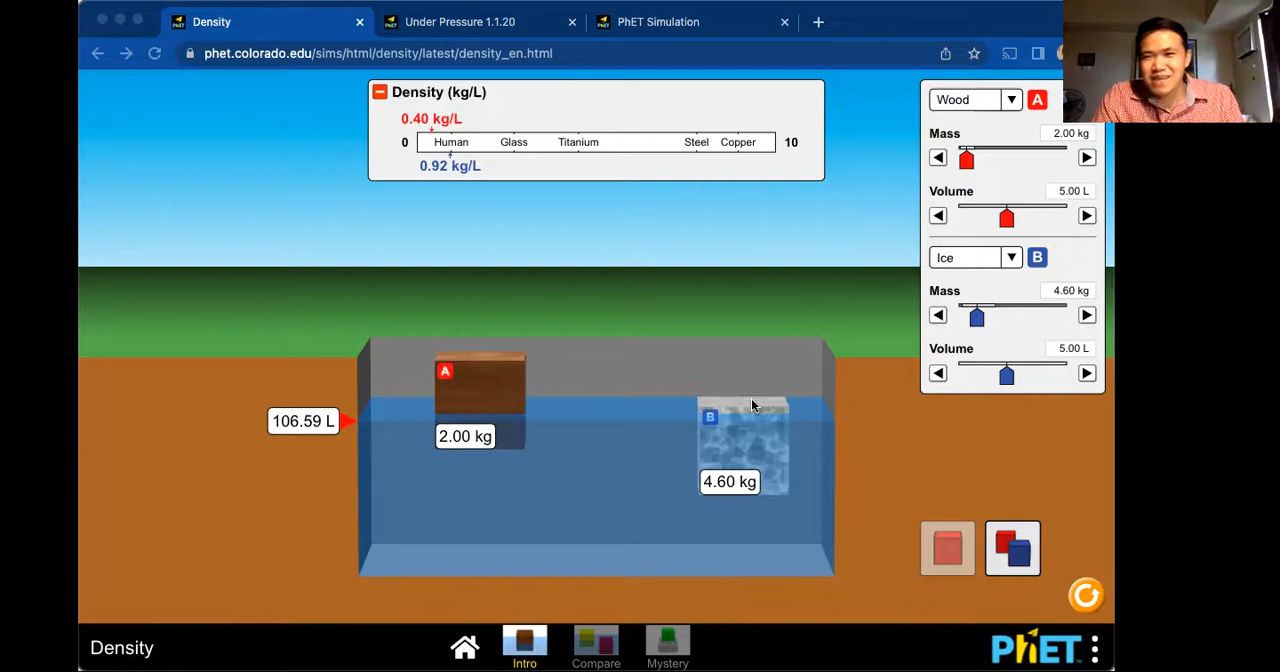 Density
Under Pressure 1.1.20
PhET Simulation
phet.colorado.edu/sims/html/density/latest/density_en.html
Density (kg/L)
0.40 kg/L
0
Human
Glass
Titanium
Steel
Copper
10
0.92 kg/L
Wood
A
Mass
2.00 kg
Volume
5.00 L
Ice
B
Mass
4.60 kg
Volume
5.00 L
A
2.00 kg
106.59 L
B
4.60 kg
Density
Intro
Compare
Mystery
PhET